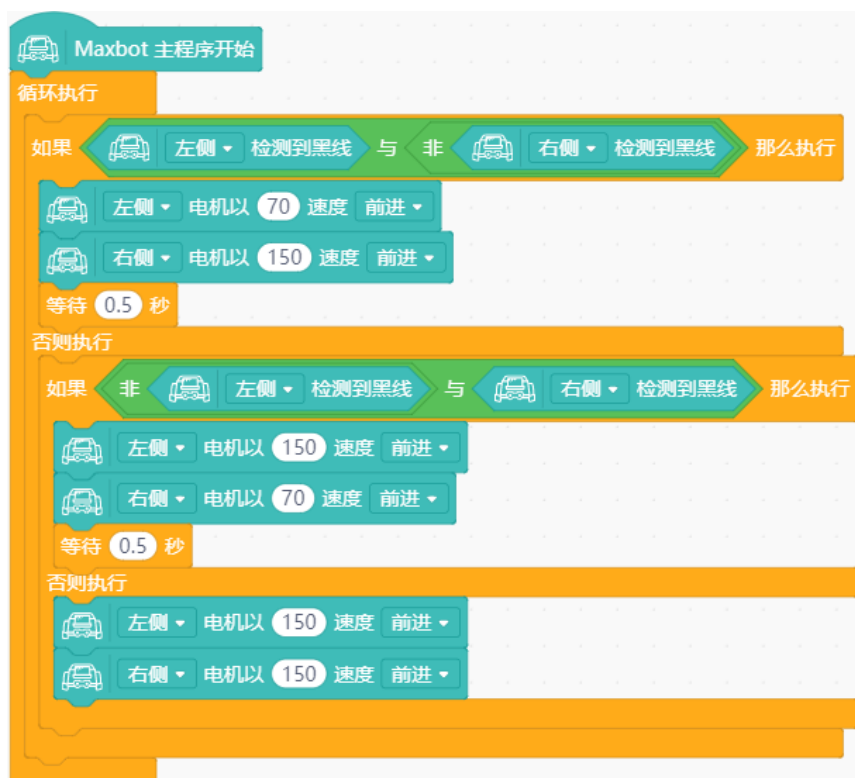 Maxbot 主程序开始
循环执行
如果 左侧 检测到黑线 与 非 右侧 检测到黑线 那么执行
左侧 电机以 70 速度 前进
右侧 电机以 150 速度 前进
等待 0.5 秒
否则执行
如果 非 左侧 检测到黑线 与 右侧 检测到黑线 那么执行
左侧 电机以 150 速度 前进
右侧 电机以 70 速度 前进
等待 0.5 秒
否则执行
左侧 电机以 150 速度 前进
右侧 电机以 150 速度 前进